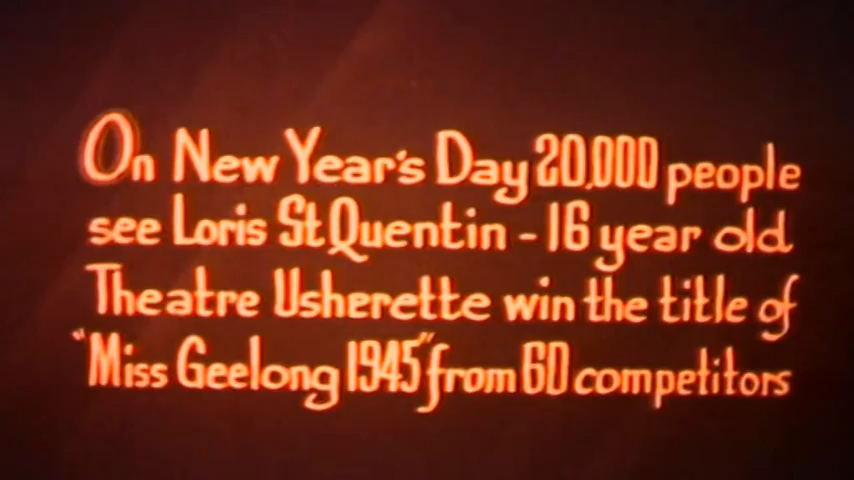 On New Year's Day 20,000 people
see Loris St Quentin - 16 year old
Theatre Usherette win the title of
"Miss Geelong 1945" from 60 competitors